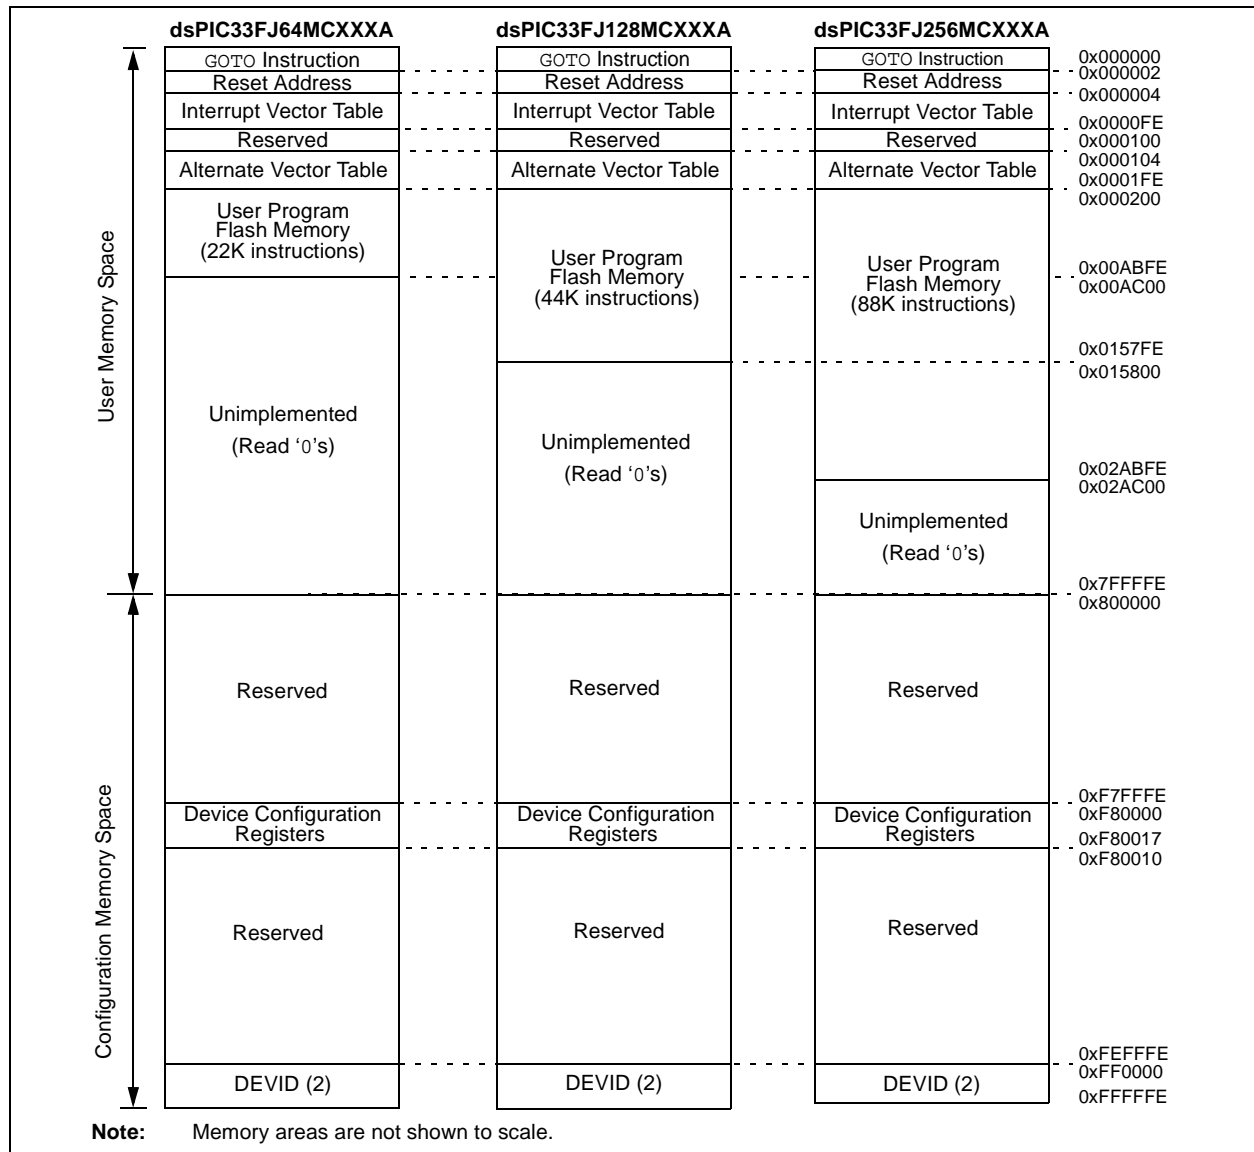 dsPIC33FJ64MCXXXA
dsPIC33FJ128MCXXXA
dsPIC33FJ256MCXXXA
User Memory Space
Configuration Memory Space
GOTO Instruction
Reset Address
Interrupt Vector Table
Reserved
Alternate Vector Table
User Program
Flash Memory
(22K instructions)
Unimplemented
(Read ‘0’s)
Reserved
Device Configuration
Registers
Reserved
DEVID (2)
GOTO Instruction
Reset Address
Interrupt Vector Table
Reserved
Alternate Vector Table
User Program
Flash Memory
(44K instructions)
Unimplemented
(Read ‘0’s)
Reserved
Device Configuration
Registers
Reserved
DEVID (2)
GOTO Instruction
Reset Address
Interrupt Vector Table
Reserved
Alternate Vector Table
User Program
Flash Memory
(88K instructions)
Unimplemented
(Read ‘0’s)
Reserved
Device Configuration
Registers
Reserved
DEVID (2)
0x000000
0x000002
0x000004
0x0000FE
0x000100
0x000104
0x0001FE
0x000200
0x00ABFE
0x00AC00
0x0157FE
0x015800
0x02ABFE
0x02AC00
0x7FFFFE
0x800000
0xF7FFFE
0xF80000
0xF80017
0xF80010
0xFEFFFE
0xFF0000
0xFFFFFE
Note: Memory areas are not shown to scale.